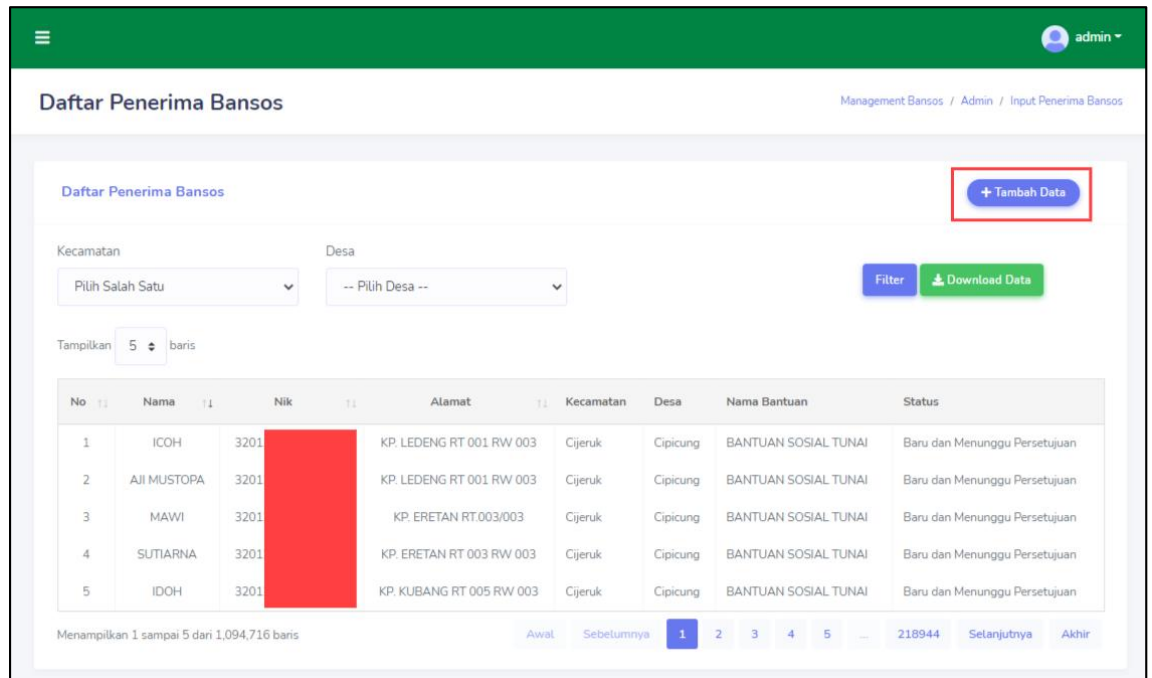 admin
Daftar Penerima Bansos
Management Bansos / Admin / Input Penerima Bansos
Daftar Penerima Bansos
+ Tambah Data
Kecamatan Desa
Pilih Salah Satu -- Pilih Desa -- Filter Download Data
Tampilkan 5 baris
No Nama Nik Alamat Kecamatan Desa Nama Bantuan Status
1 ICOH 3201 KP. LEDENG RT 001 RW 003 Cijeruk Cipicung BANTUAN SOSIAL TUNAI Baru dan Menunggu Persetujuan
2 AJI MUSTOPA 3201 KP. LEDENG RT 001 RW 003 Cijeruk Cipicung BANTUAN SOSIAL TUNAI Baru dan Menunggu Persetujuan
3 MAWI 3201 KP. ERETAN RT.003/003 Cijeruk Cipicung BANTUAN SOSIAL TUNAI Baru dan Menunggu Persetujuan
4 SUTIARNA 3201 KP. ERETAN RT 003 RW 003 Cijeruk Cipicung BANTUAN SOSIAL TUNAI Baru dan Menunggu Persetujuan
5 IDOH 3201 KP. KUBANG RT 005 RW 003 Cijeruk Cipicung BANTUAN SOSIAL TUNAI Baru dan Menunggu Persetujuan
Menampilkan 1 sampai 5 dari 1,094,716 baris Awal Sebelumnya 1 2 3 4 5 ... 218944 Selanjutnya Akhir